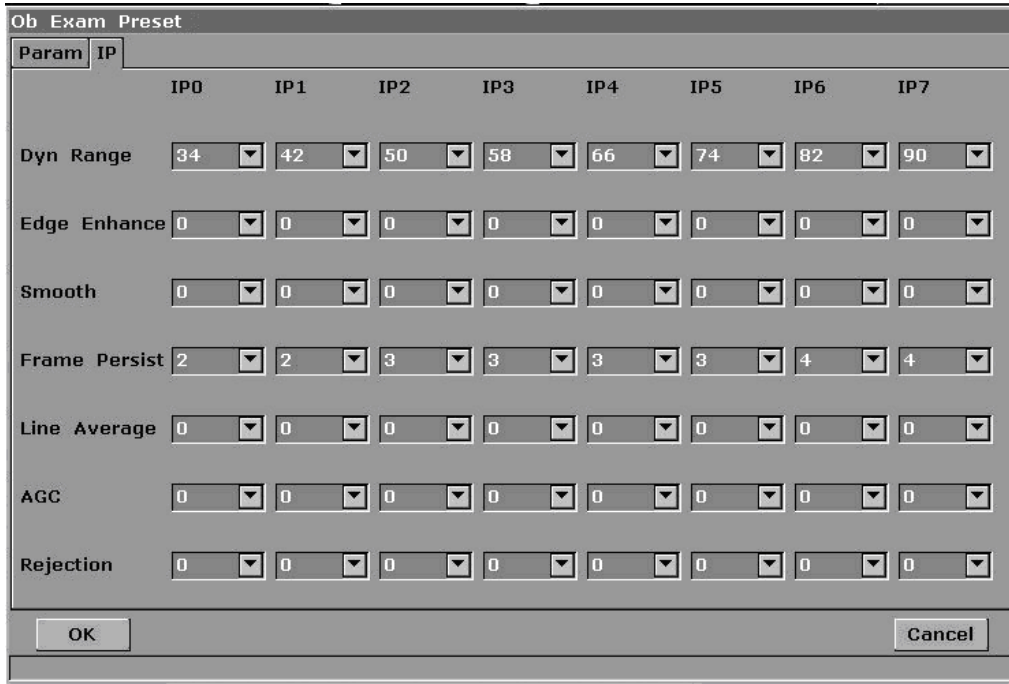 Ob Exam Preset
Param IP
IP0 IP1 IP2 IP3 IP4 IP5 IP6 IP7
Dyn Range 34 42 50 58 66 74 82 90
Edge Enhance 0 0 0 0 0 0 0 0
Smooth 0 0 0 0 0 0 0 0
Frame Persist 2 2 3 3 3 3 4 4
Line Average 0 0 0 0 0 0 0 0
AGC 0 0 0 0 0 0 0 0
Rejection 0 0 0 0 0 0 0 0
OK Cancel